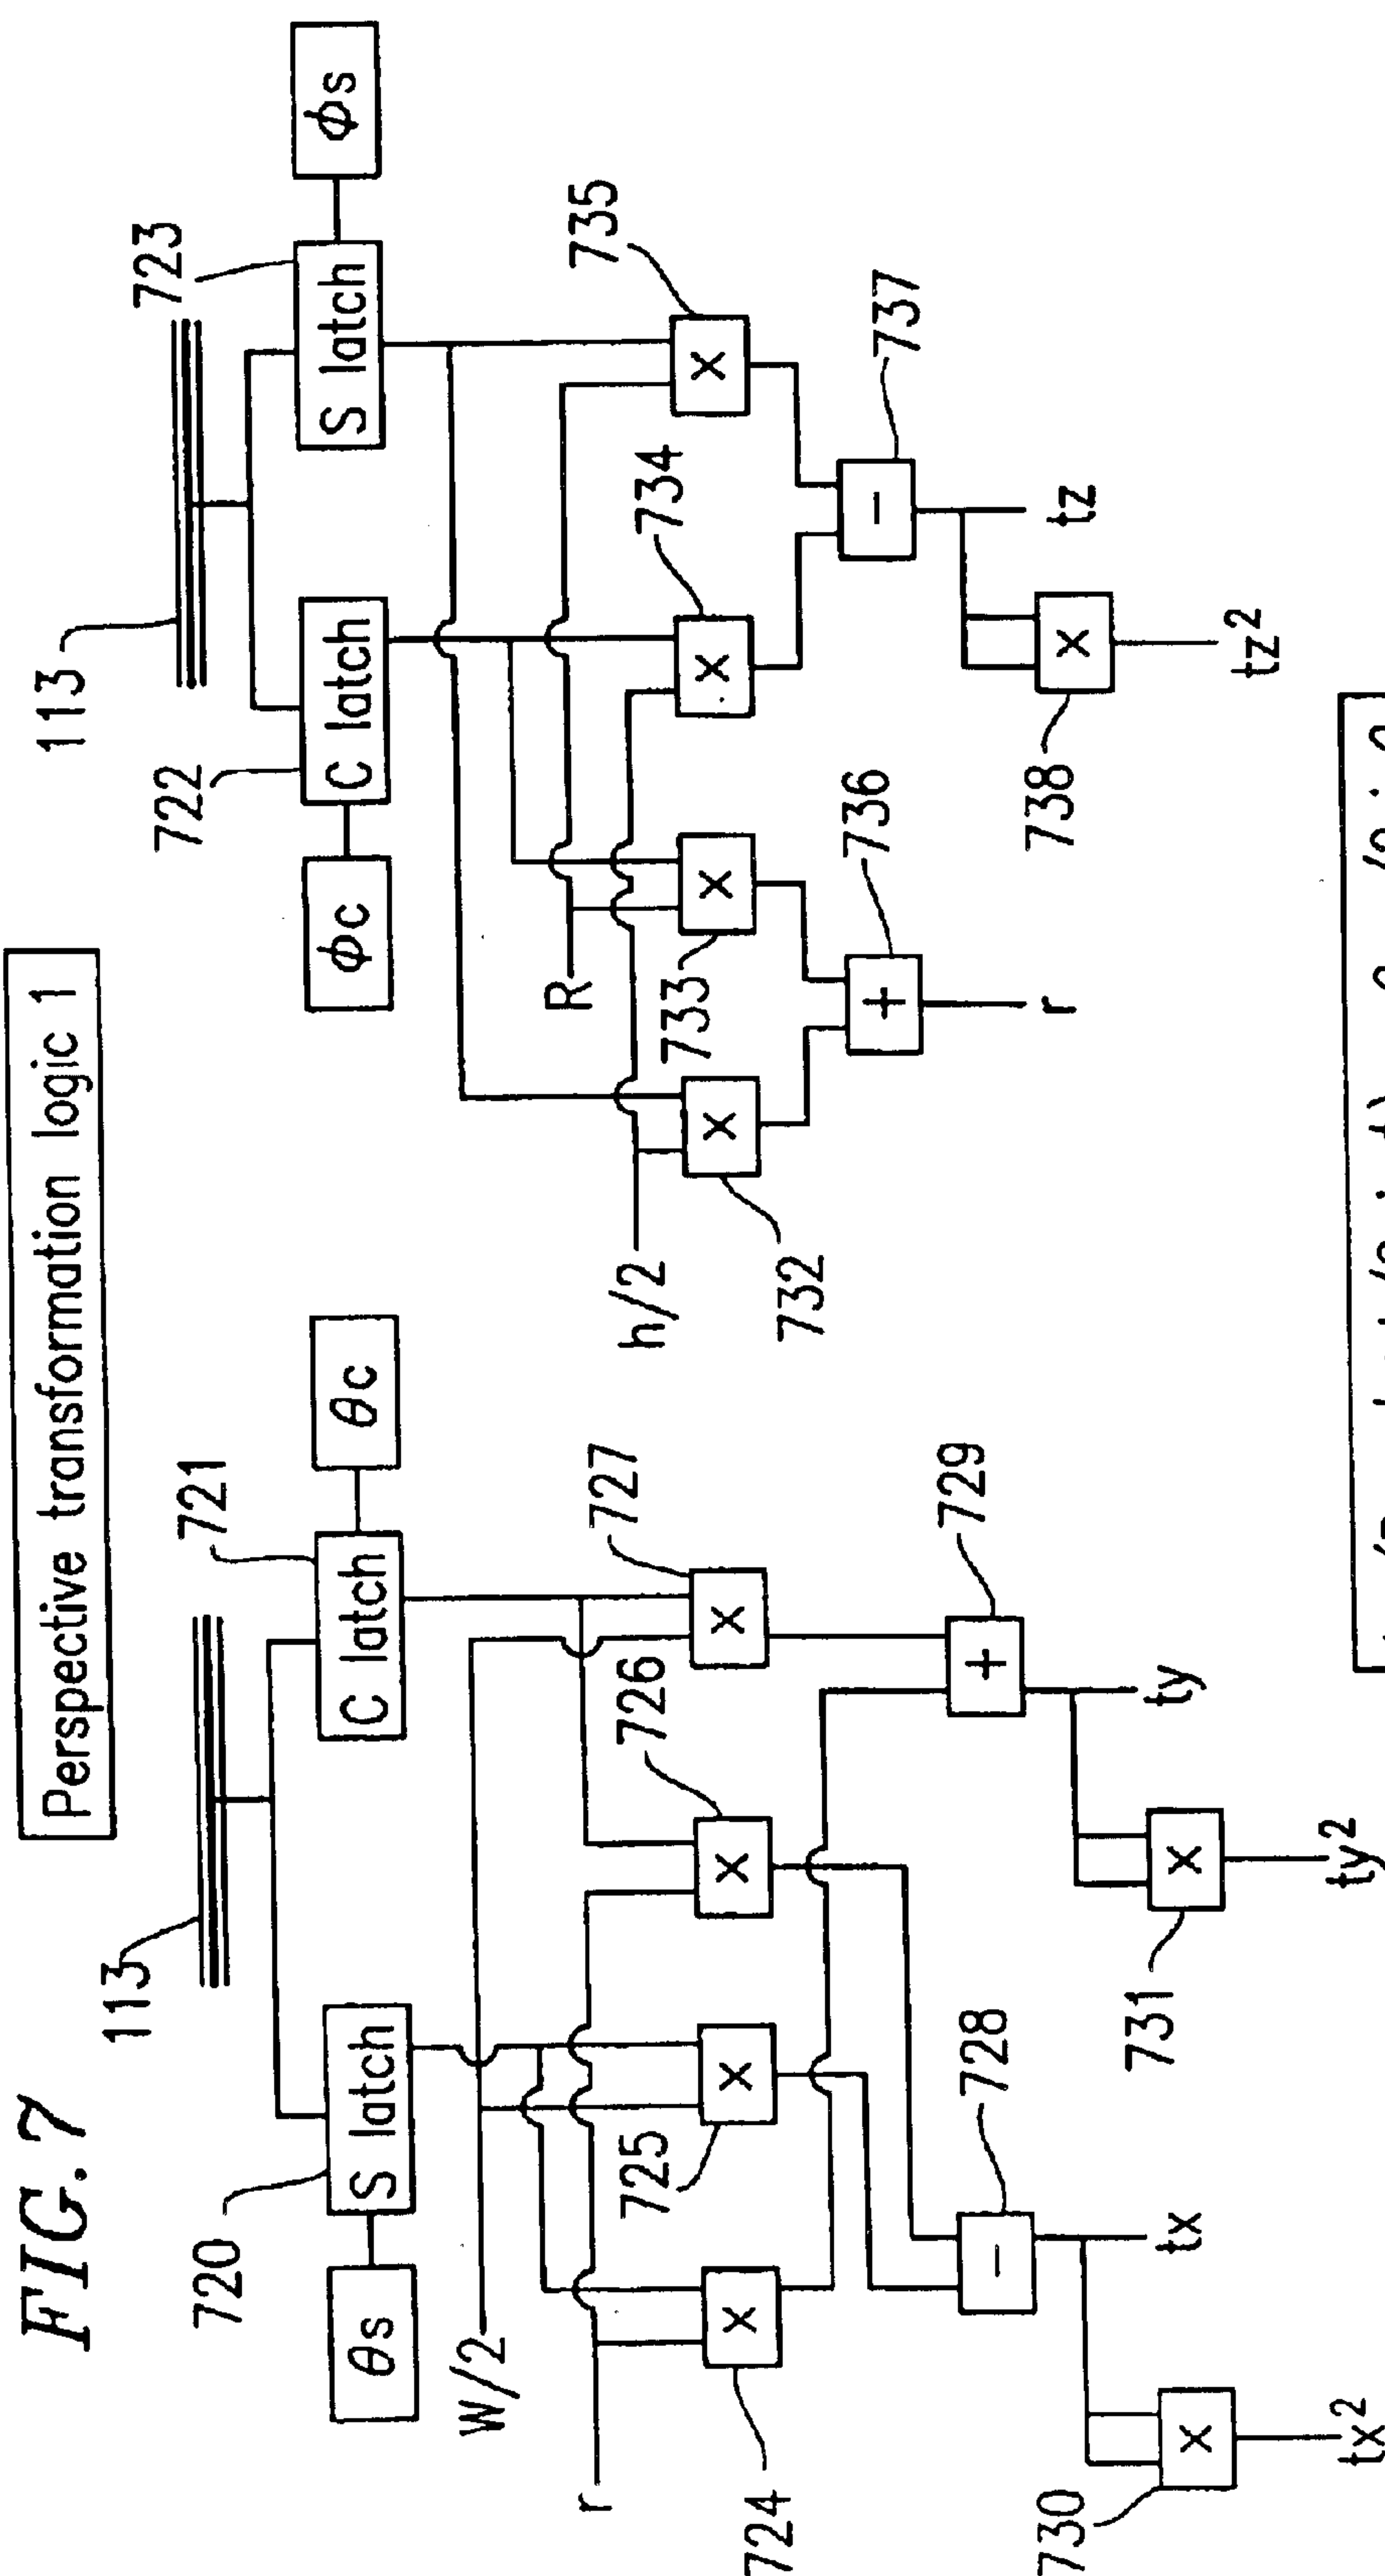 FIG. 7
Perspective transformation logic 1
113
720
721
θs
S latch
C latch
θc
W/2
r
724
725
726
727
×
×
×
×
728
729
−
+
tx
ty
730
731
×
×
tx²
ty²
113
722
723
φc
C latch
S latch
φs
R
h/2
732
733
734
735
×
×
×
×
736
737
+
−
r
tz
738
×
tz²